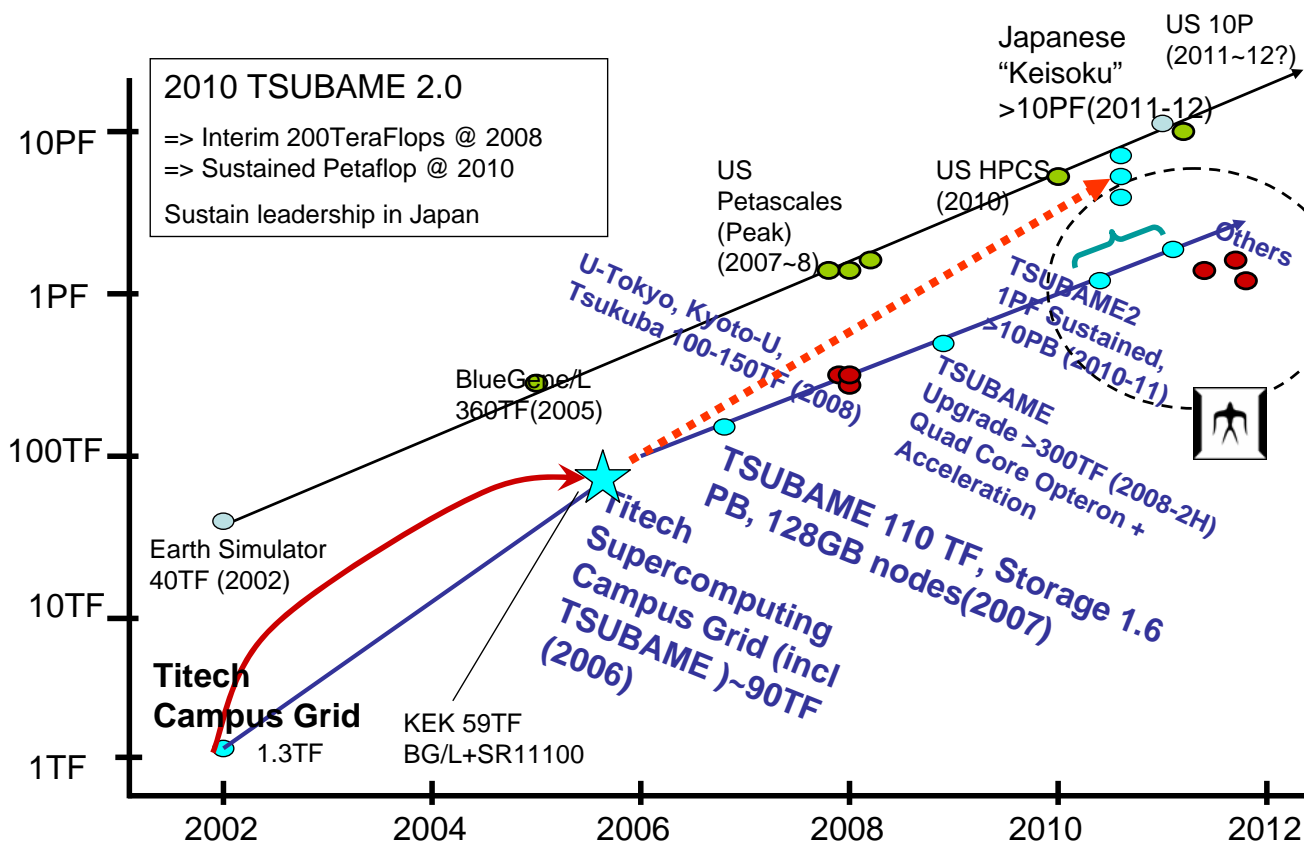 2010 TSUBAME 2.0
=> Interim 200TeraFlops @ 2008
=> Sustained Petaflop @ 2010
Sustain leadership in Japan
US 10P
(2011~12?)
Japanese
“Keisoku”
>10PF(2011-12)
US HPCS
(2010)
US
Petascales
(Peak)
(2007~8)
U-Tokyo, Kyoto-U,
Tsukuba 100-150TF (2008)
BlueGene/L
360TF(2005)
Earth Simulator
40TF (2002)
Others
TSUBAME2
1PF Sustained,
>10PB (2010-11)
TSUBAME
Upgrade >300TF (2008-2H)
Quad Core Opteron +
Acceleration
TSUBAME 110 TF, Storage 1.6
PB, 128GB nodes(2007)
Titech
Supercomputing
Campus Grid (incl
TSUBAME )~90TF
(2006)
Titech
Campus Grid
1.3TF
KEK 59TF
BG/L+SR11100
10PF
1PF
100TF
10TF
1TF
2002
2004
2006
2008
2010
2012